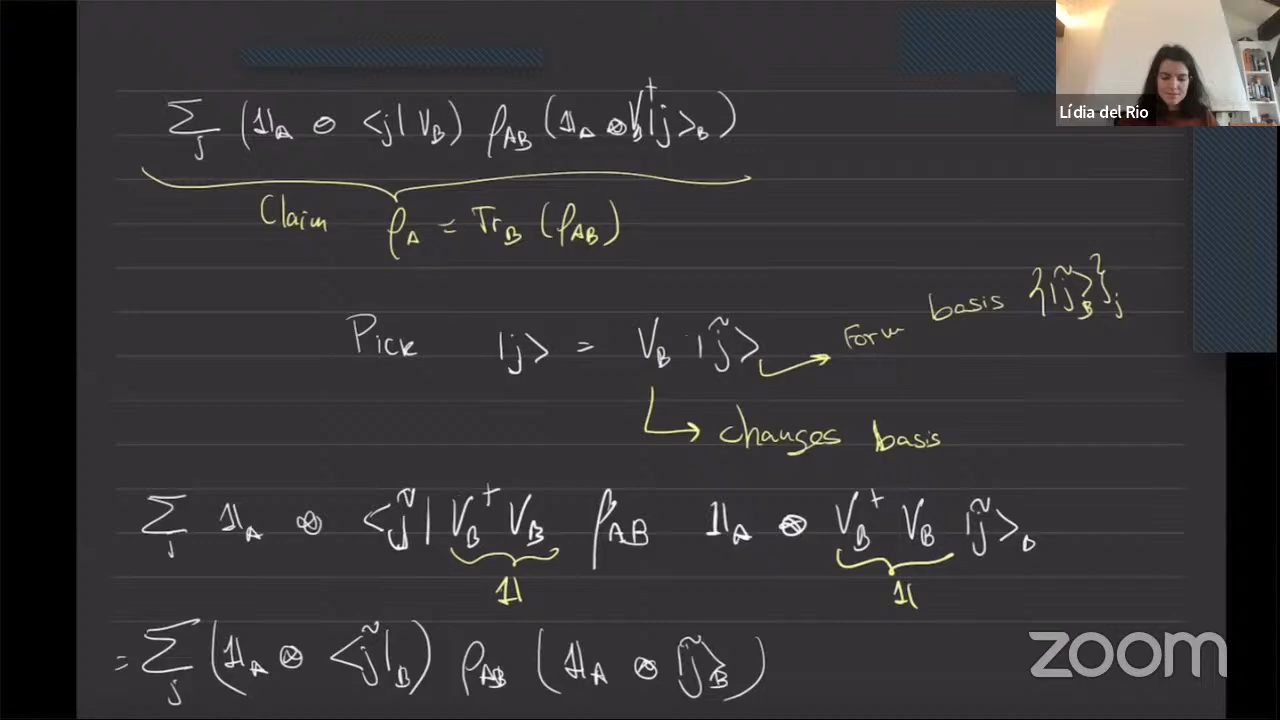 Σ_j (𝟙_A ⊗ <j| V_B) ρ_AB (𝟙_A ⊗ V_B^† |j>_B)
Claim ρ_A = Tr_B (ρ_AB)
Pick |j> = V_B |j̃> → Form basis {|j̃>_B}_j
↳ changes basis
Σ_j 𝟙_A ⊗ <j̃| V_B^† V_B ρ_AB 𝟙_A ⊗ V_B^† V_B |j̃>_B
𝟙 𝟙
= Σ_j (𝟙_A ⊗ <j̃|_B) ρ_AB (𝟙_A ⊗ |j̃>_B)
Lídia del Rio
zoom